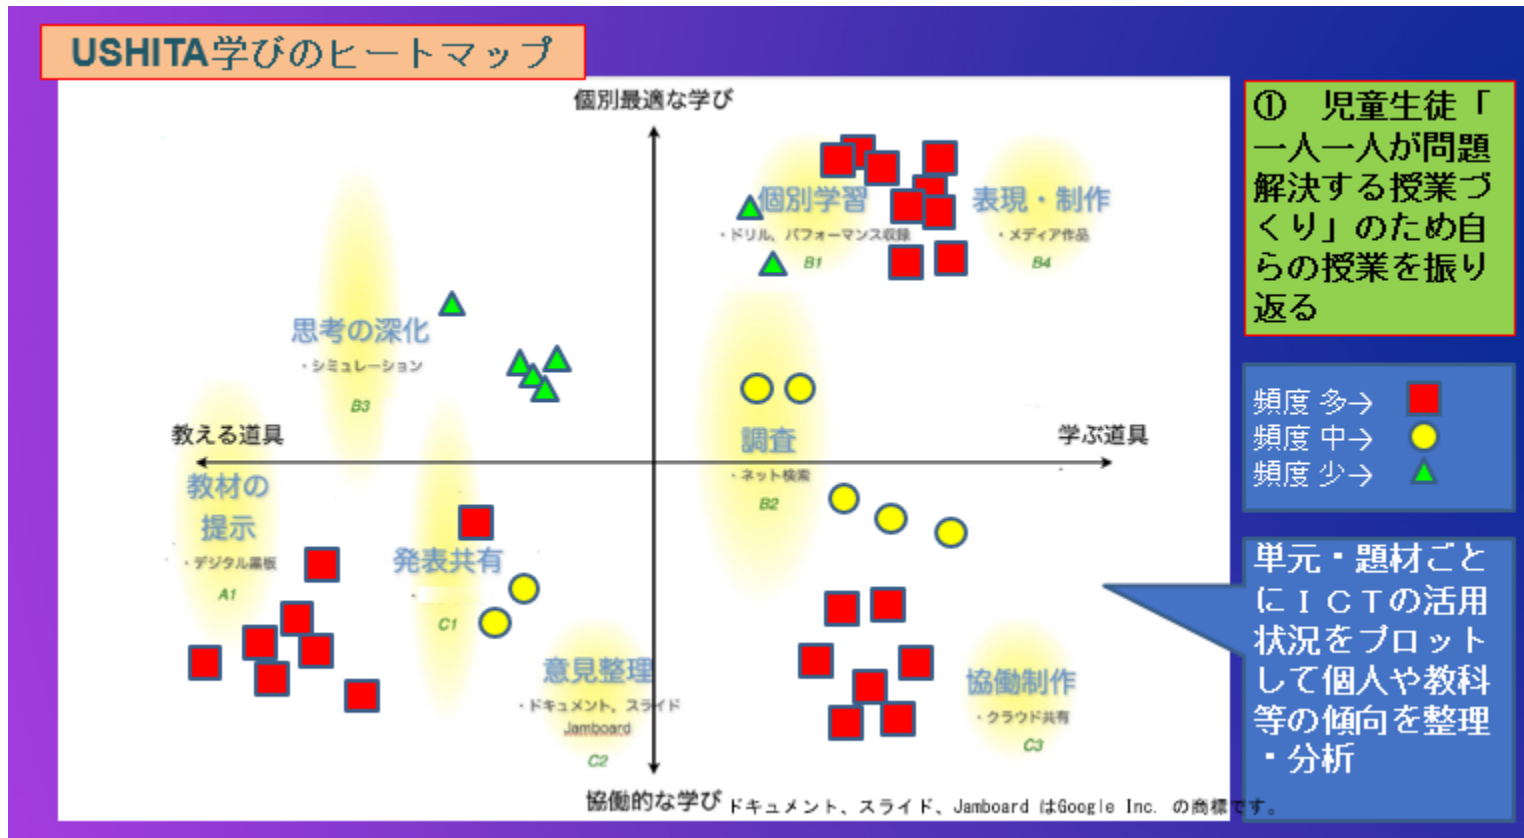 USHITA学びのヒートマップ
個別最適な学び
個別学習
・ドリル、パフォーマンス収録
B1
表現・制作
・メディア作品
B4
思考の深化
・シミュレーション
B3
教える道具
学ぶ道具
調査
・ネット検索
B2
教材の
提示
・デジタル黒板
A1
発表共有
・
C1
意見整理
・ドキュメント、スライド
Jamboard
C2
協働制作
・クラウド共有
C3
協働的な学び
ドキュメント、スライド、Jamboard はGoogle Inc. の商標です。
①　児童生徒「
一人一人が問題
解決する授業づ
くり」のため自
らの授業を振り
返る
頻度 多→
頻度 中→
頻度 少→
単元・題材ごと
にＩＣＴの活用
状況をプロット
して個人や教科
等の傾向を整理
・分析